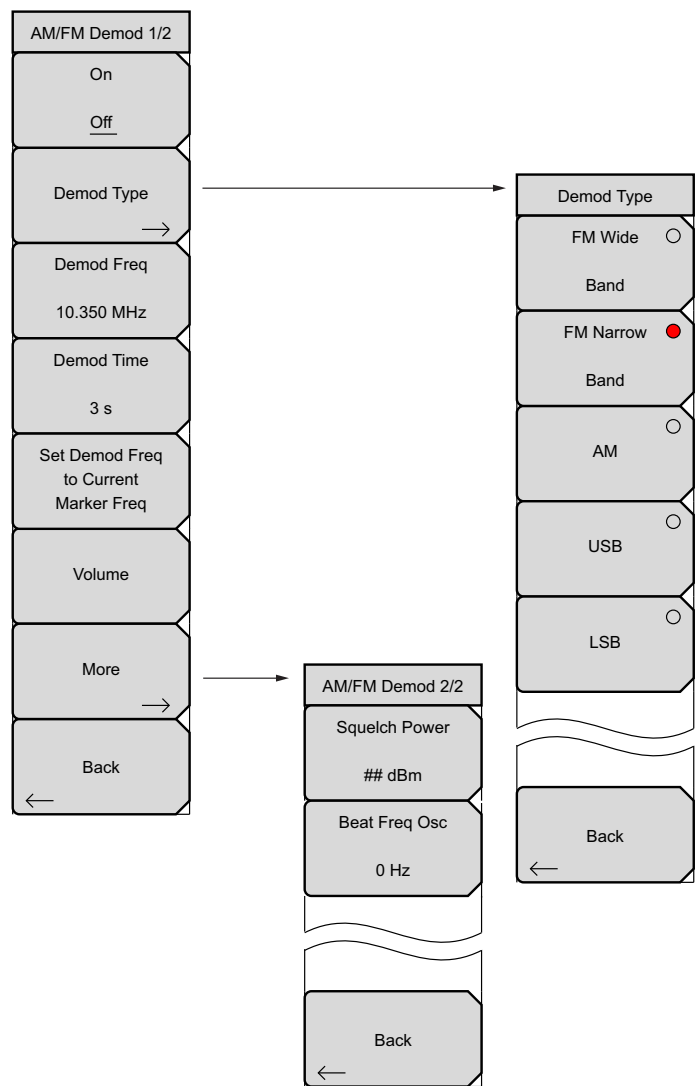 AM/FM Demod 1/2
On
Off
Demod Type
Demod Freq
10.350 MHz
Demod Time
3 s
Set Demod Freq
to Current
Marker Freq
Volume
More
Back
Demod Type
FM Wide
Band
FM Narrow
Band
AM
USB
LSB
Back
AM/FM Demod 2/2
Squelch Power
## dBm
Beat Freq Osc
0 Hz
Back